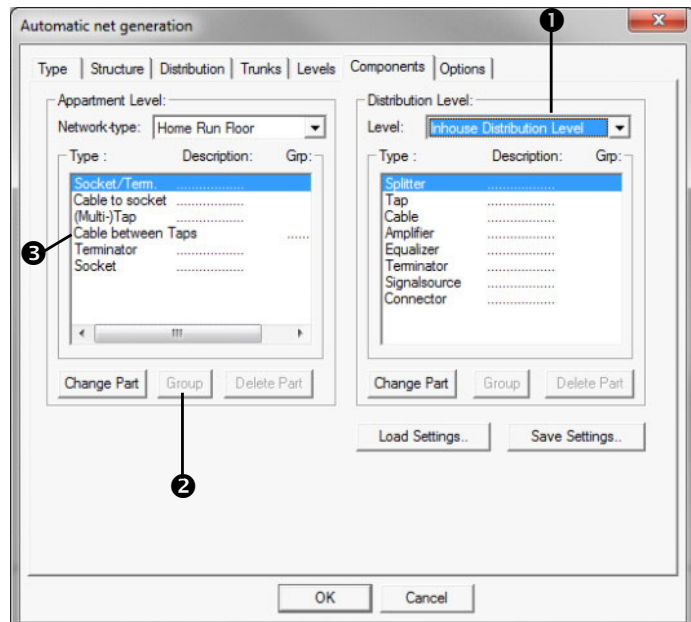 ❶
Automatic net generation
Type Structure Distribution Trunks Levels Components Options
Appartment Level:
Network-type: Home Run Floor
Type : Description: Grp:
Socket/Term. ..................
Cable to socket ..................
(Multi-)Tap ..................
❸ Cable between Taps ......
Terminator ..................
Socket ..................
Change Part Group Delete Part
❷
Distribution Level:
Level: Inhouse Distribution Level
Type : Description: Grp:
Splitter ..................
Tap ..................
Cable ..................
Amplifier ..................
Equalizer ..................
Terminator ..................
Signalsource ..................
Connector ..................
Change Part Group Delete Part
Load Settings.. Save Settings..
OK Cancel